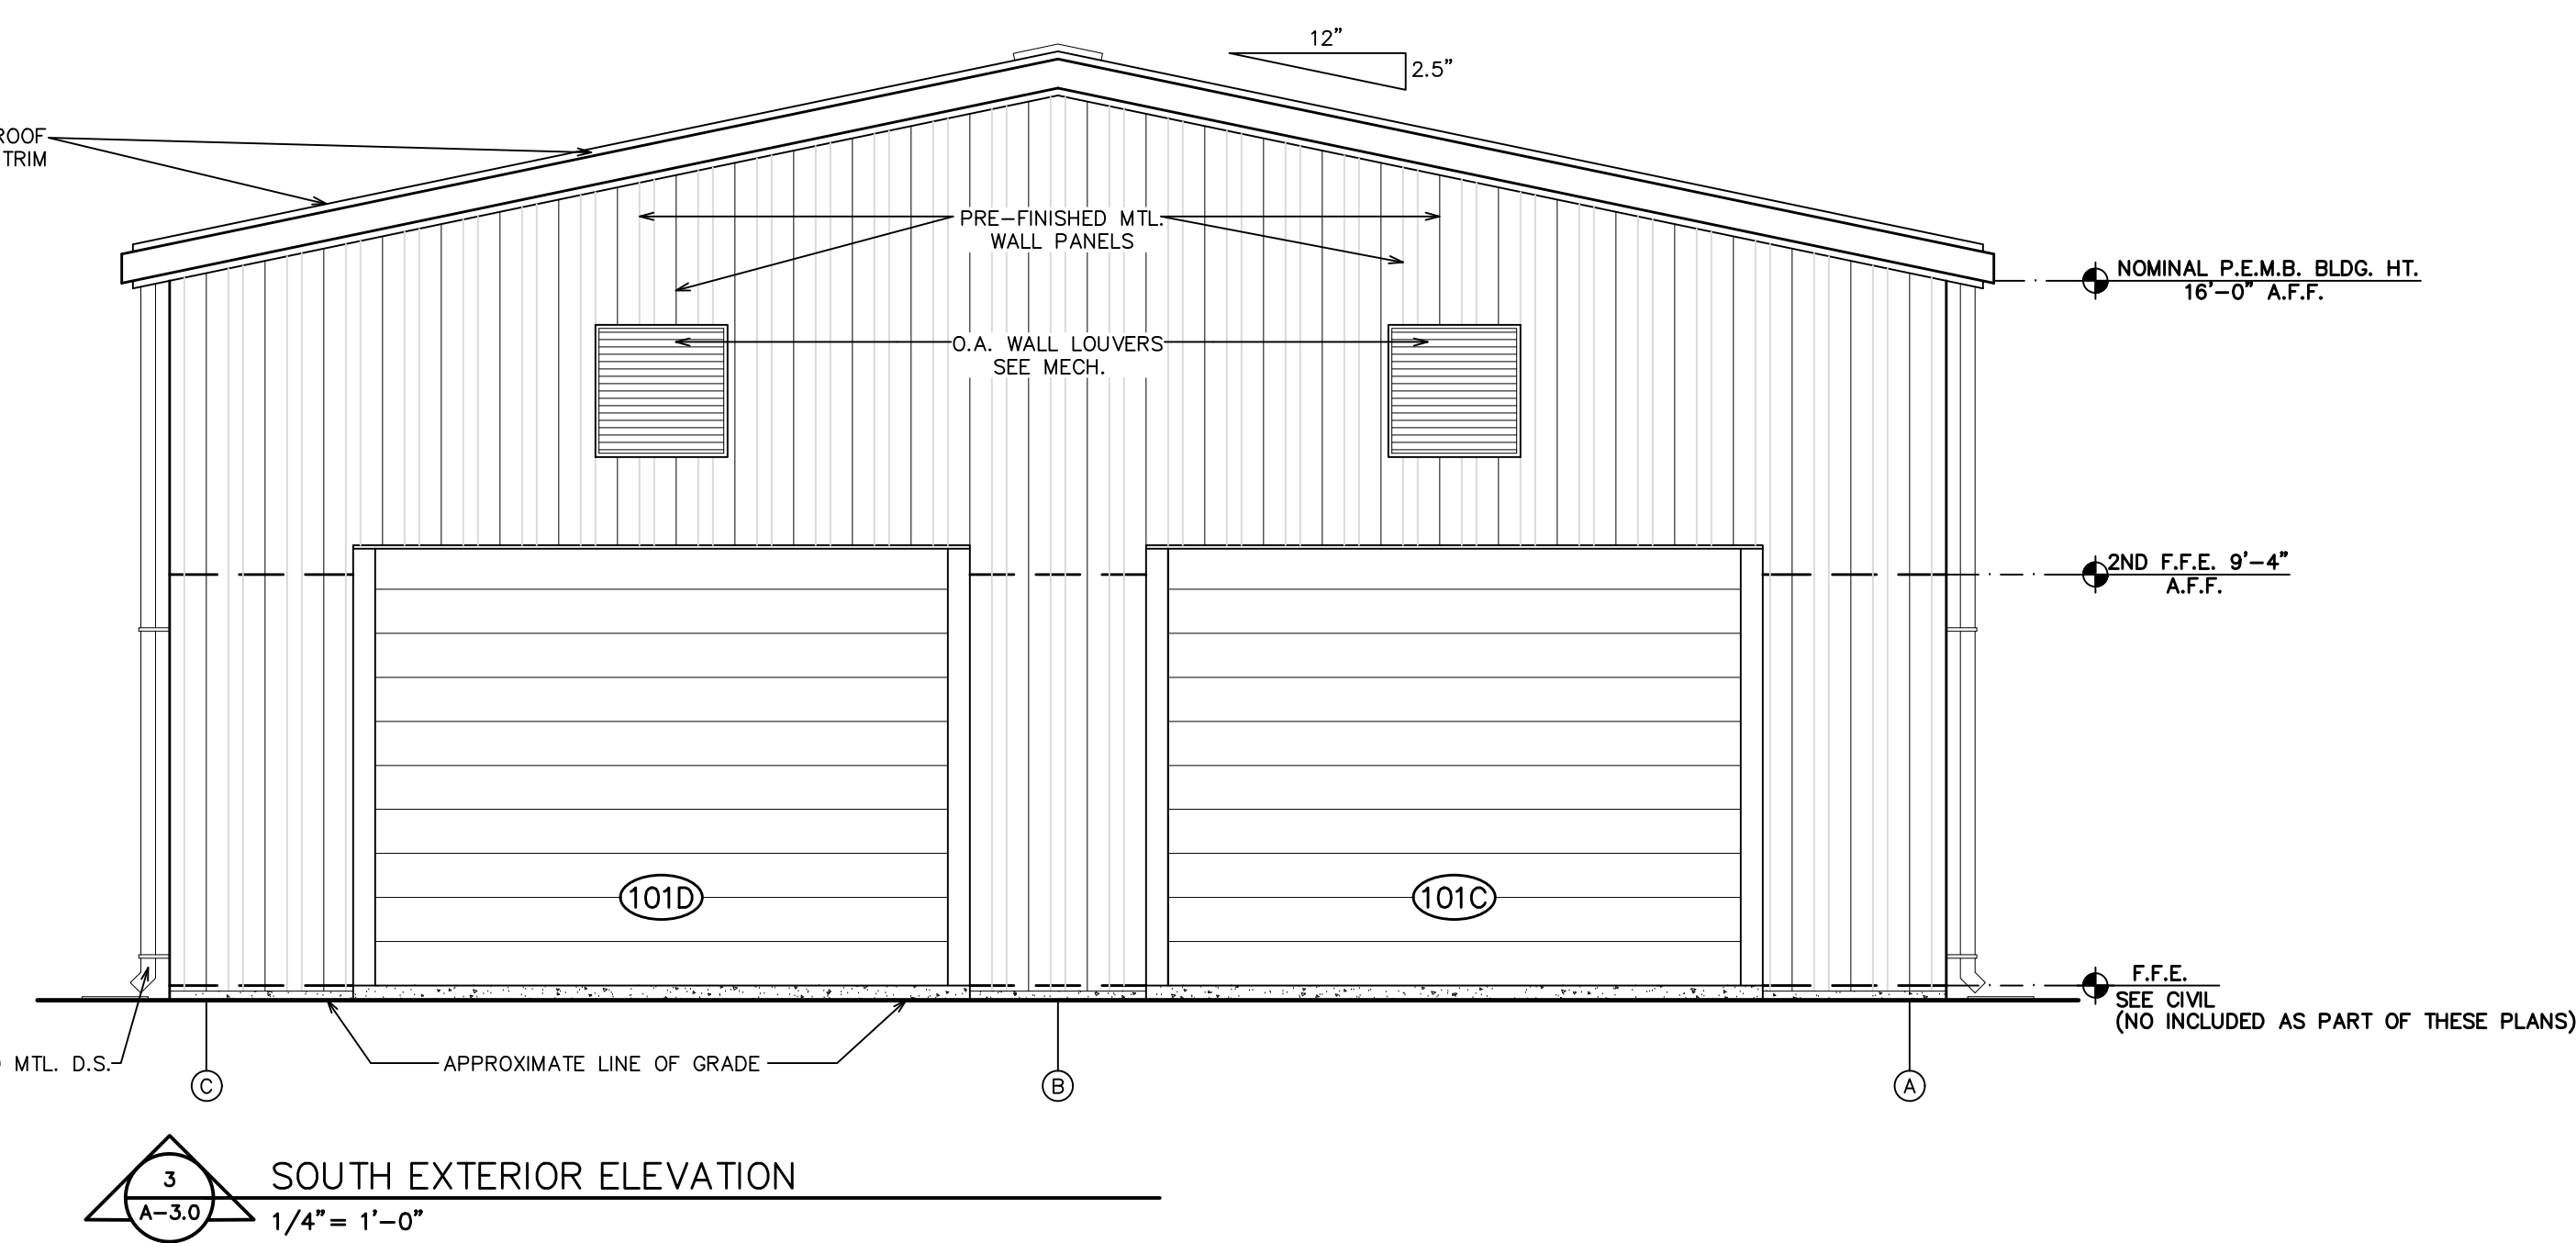 12"
2.5"
ROOF
TRIM
PRE-FINISHED MTL.
WALL PANELS
NOMINAL P.E.M.B. BLDG. HT.
16'-0" A.F.F.
O.A. WALL LOUVERS
SEE MECH.
2ND F.F.E. 9'-4"
A.F.F.
101D
101C
F.F.E.
SEE CIVIL
(NO INCLUDED AS PART OF THESE PLANS)
MTL. D.S.
APPROXIMATE LINE OF GRADE
C
B
A
3
A-3.0
SOUTH EXTERIOR ELEVATION
1/4"= 1'-0"